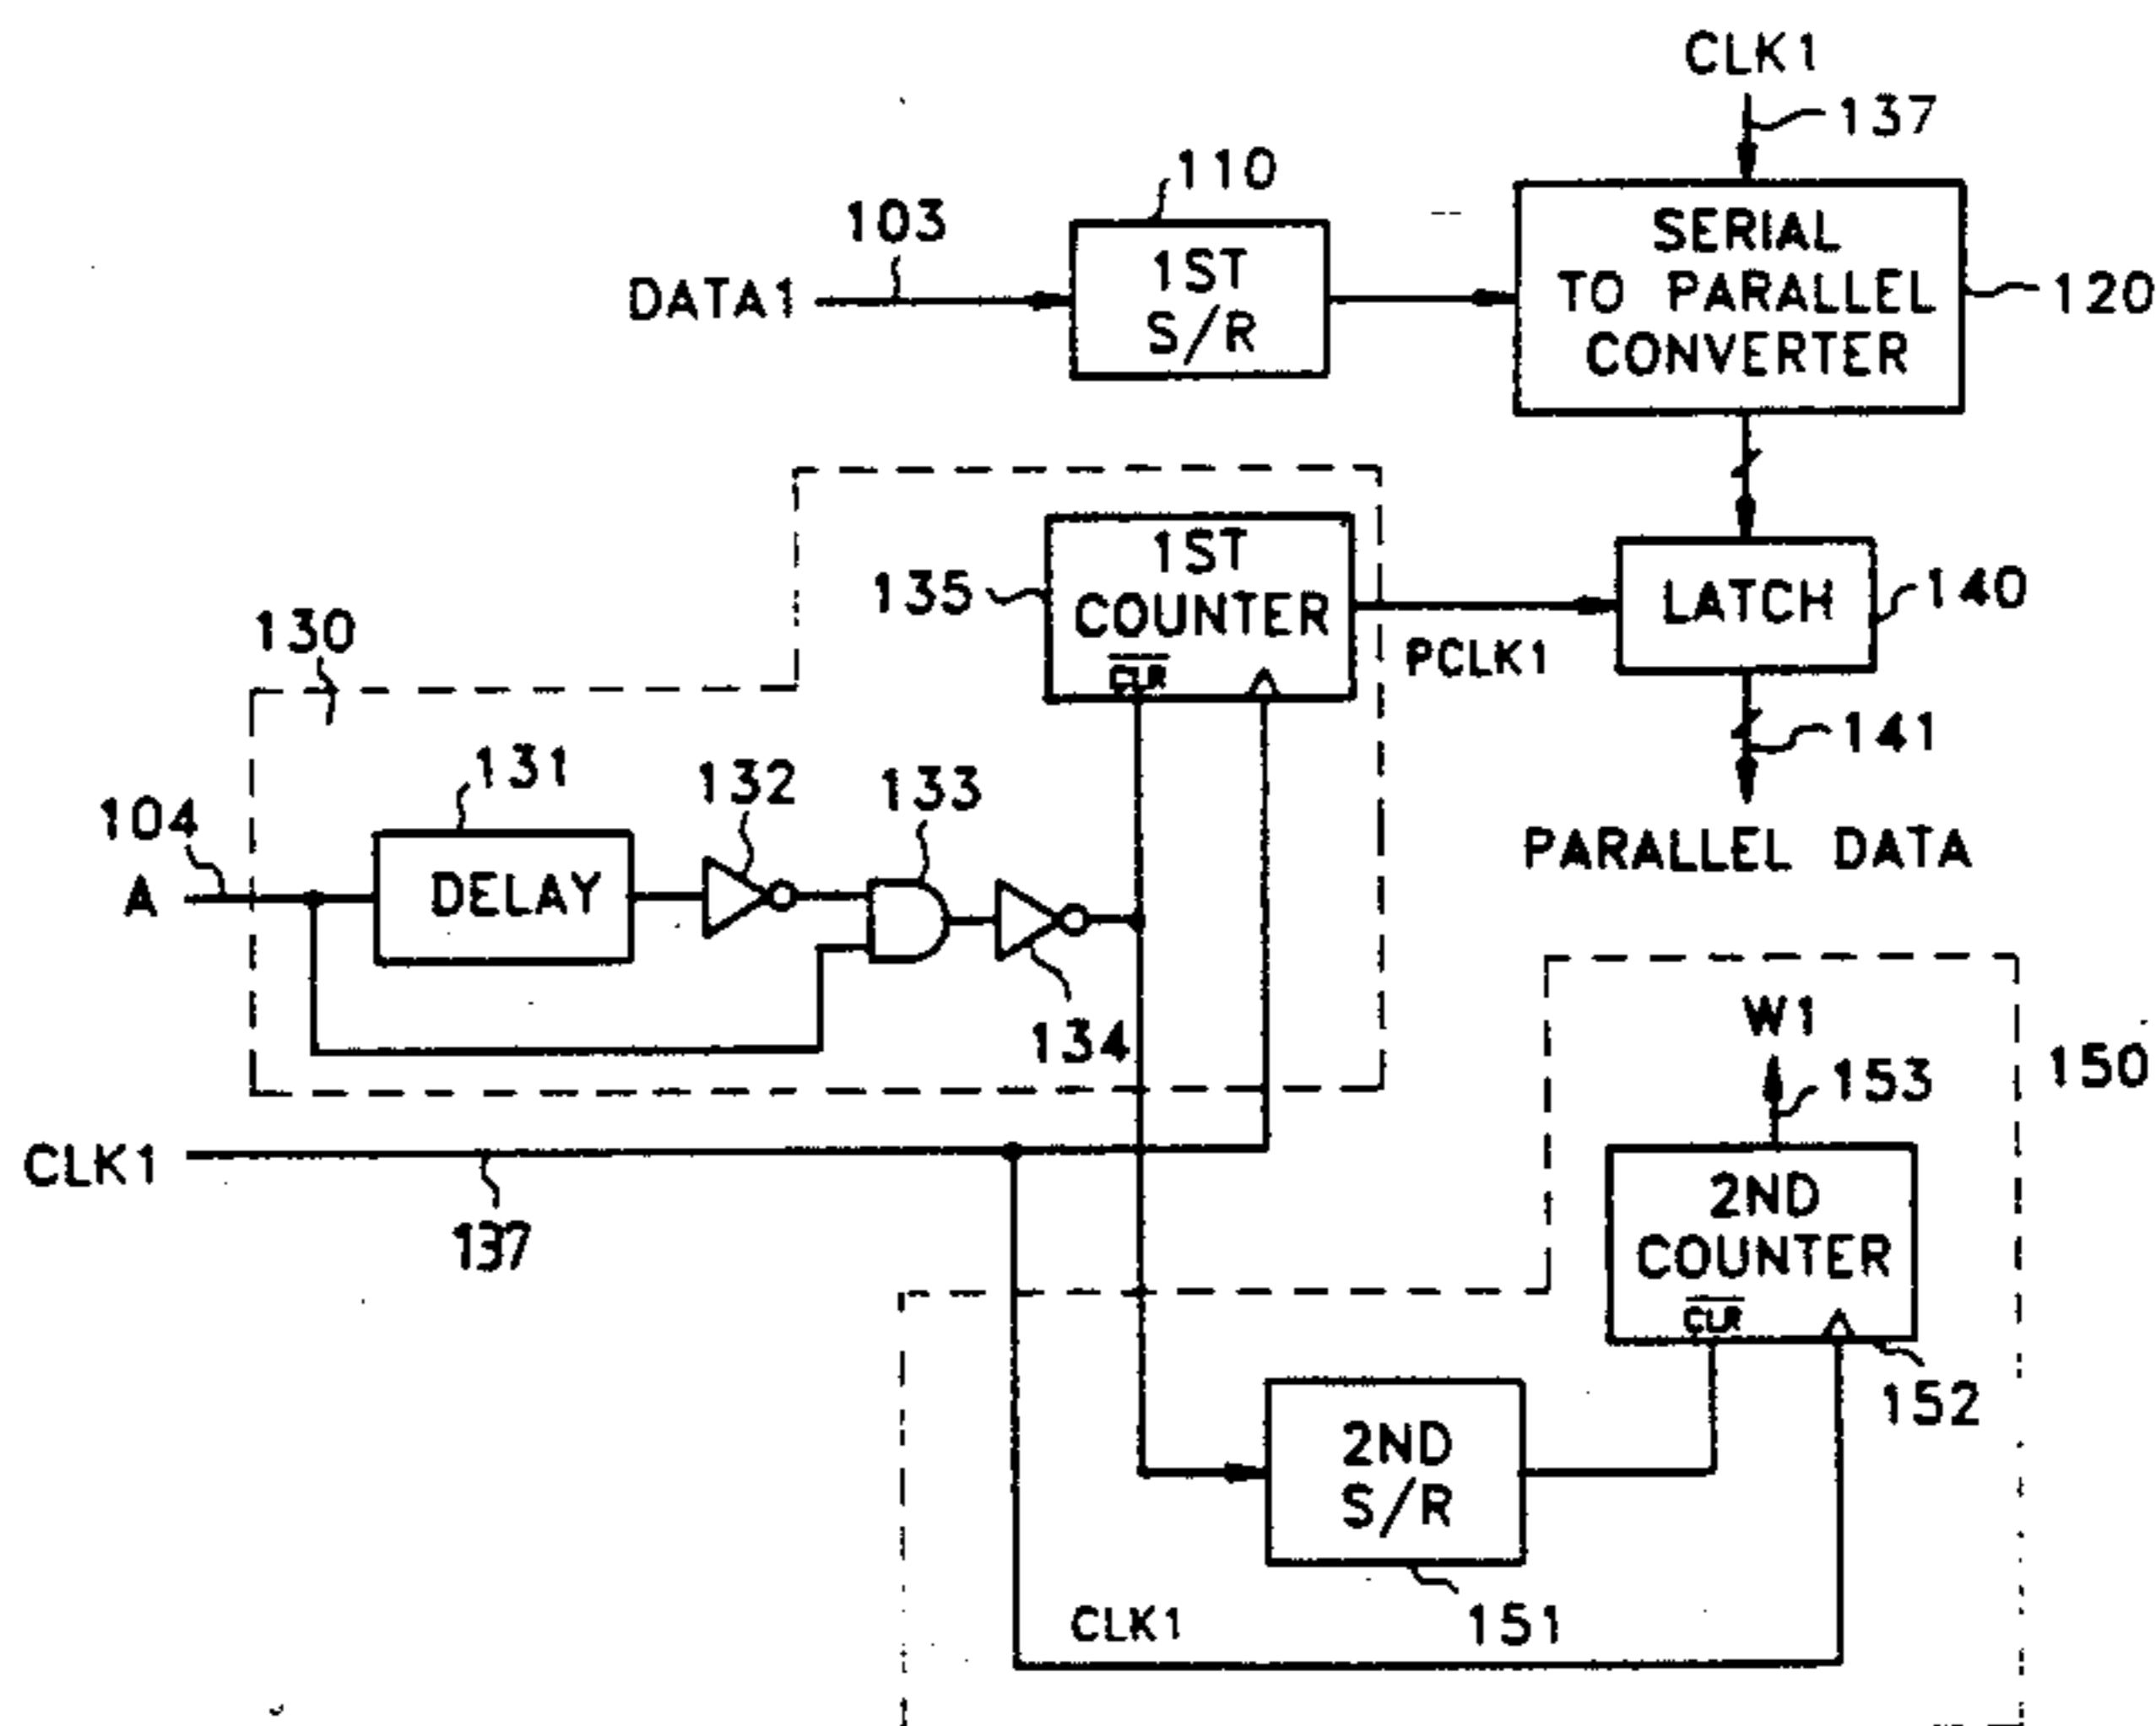 CLK1
137
110
103
DATA1
1ST
S/R
SERIAL
TO PARALLEL
CONVERTER
120
1ST
COUNTER
CLR
135
PCLK1
LATCH
140
141
PARALLEL DATA
130
104
A
131
DELAY
132
133
134
CLK1
137
W1
153
150
2ND
COUNTER
CLR
152
2ND
S/R
151
CLK1